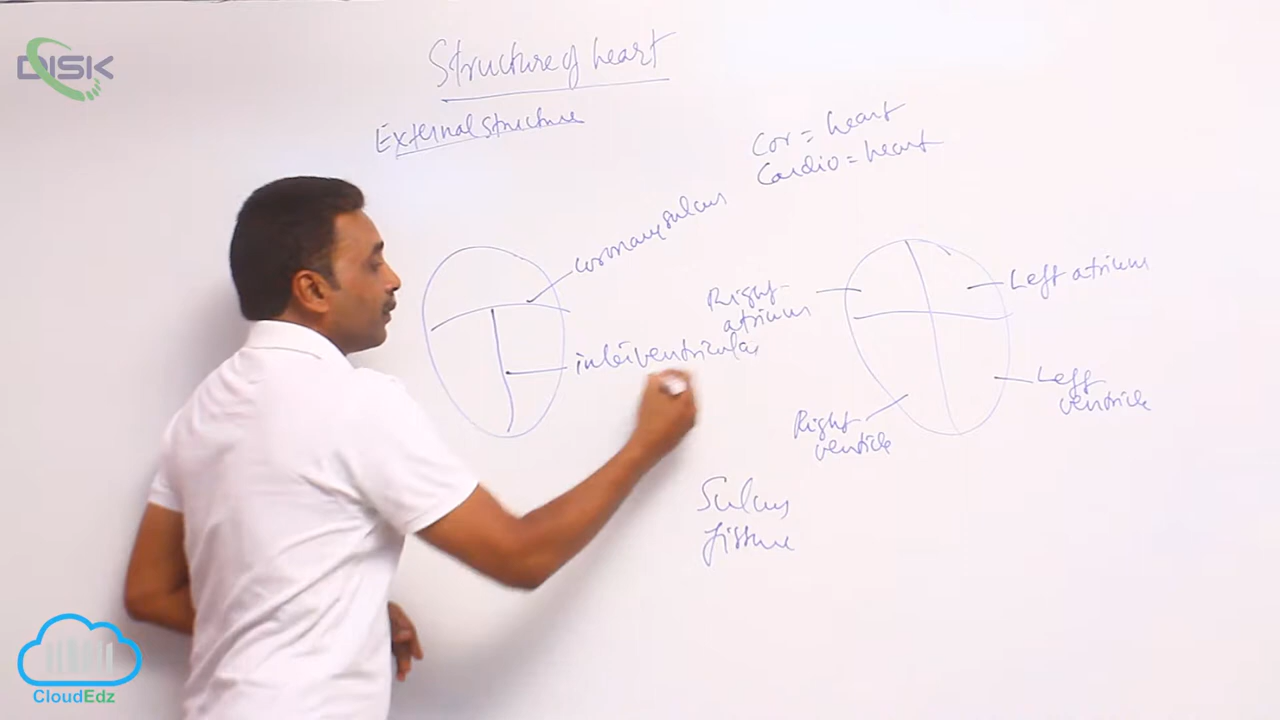 DISK
Structure of heart
External structure
Cor = heart
Cardio = heart
coronary sulcus
Right
atrium
Left atrium
interventricular
Left
ventricle
Right
ventricle
Sulcus
fissure
CloudEdz